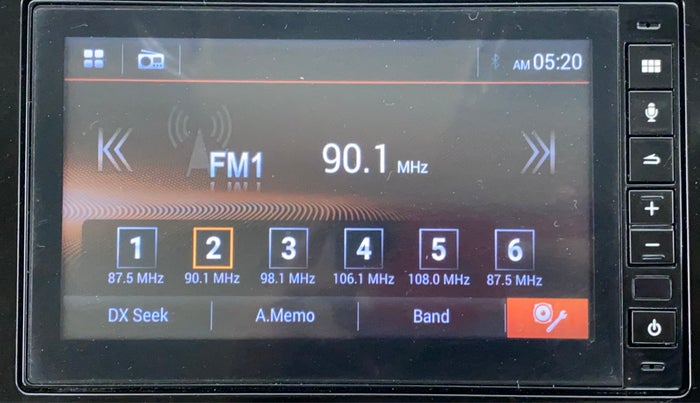 AM 05:20
FM1 90.1 MHz
1 2 3 4 5 6
87.5 MHz 90.1 MHz 98.1 MHz 106.1 MHz 108.0 MHz 87.5 MHz
DX Seek A.Memo Band